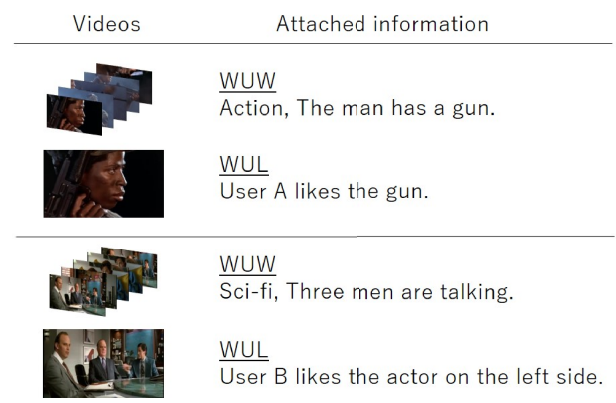 Videos Attached information
WUW
Action, The man has a gun.
WUL
User A likes the gun.
WUW
Sci-fi, Three men are talking.
WUL
User B likes the actor on the left side.